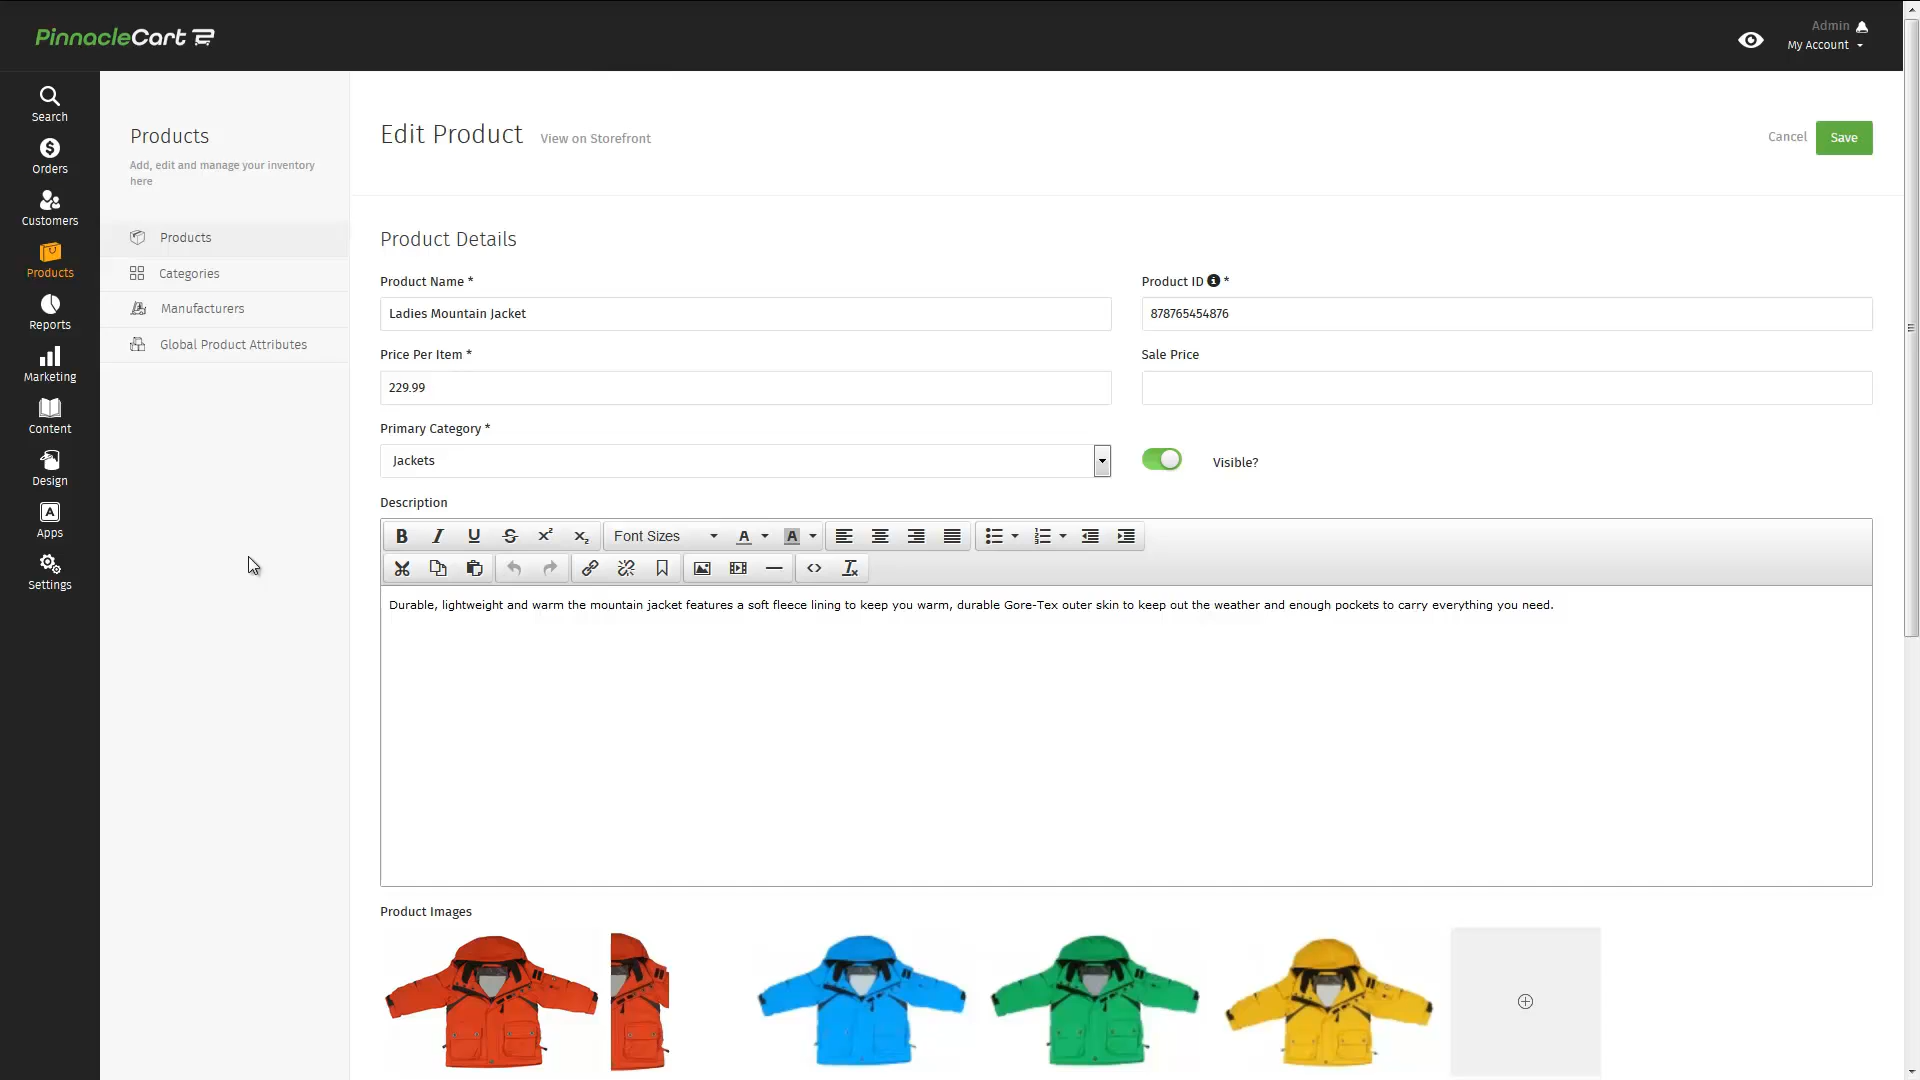 PinnacleCart
Admin
My Account
Search
Orders
Customers
Products
Reports
Marketing
Content
Design
Apps
Settings
Products
Add, edit and manage your inventory
here
Products
Categories
Manufacturers
Global Product Attributes
Edit Product View on Storefront
Cancel Save
Product Details
Product Name *
Ladies Mountain Jacket
Product ID *
878765454876
Price Per Item *
229.99
Sale Price
Primary Category *
Jackets
Visible?
Description
Font Sizes
Durable, lightweight and warm the mountain jacket features a soft fleece lining to keep you warm, durable Gore-Tex outer skin to keep out the weather and enough pockets to carry everything you need.
Product Images